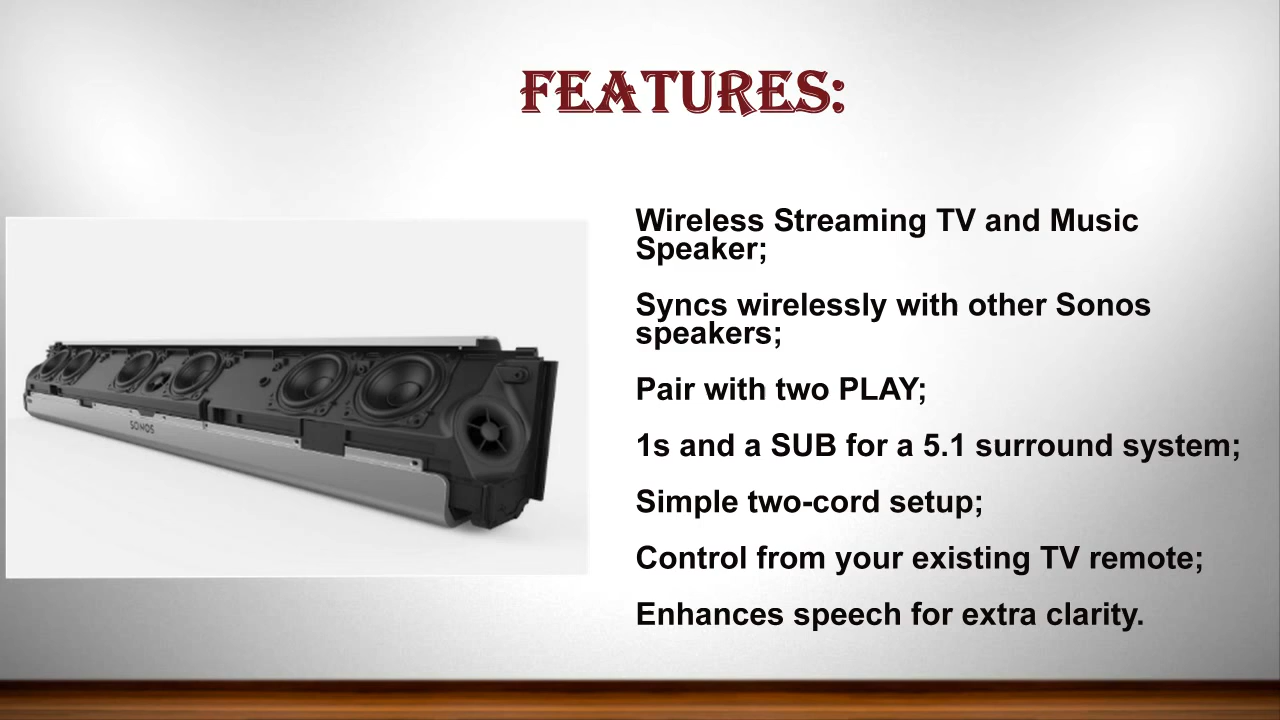 FEATURES:
Wireless Streaming TV and Music
Speaker;
Syncs wirelessly with other Sonos
speakers;
Pair with two PLAY;
1s and a SUB for a 5.1 surround system;
Simple two-cord setup;
Control from your existing TV remote;
Enhances speech for extra clarity.
SONOS